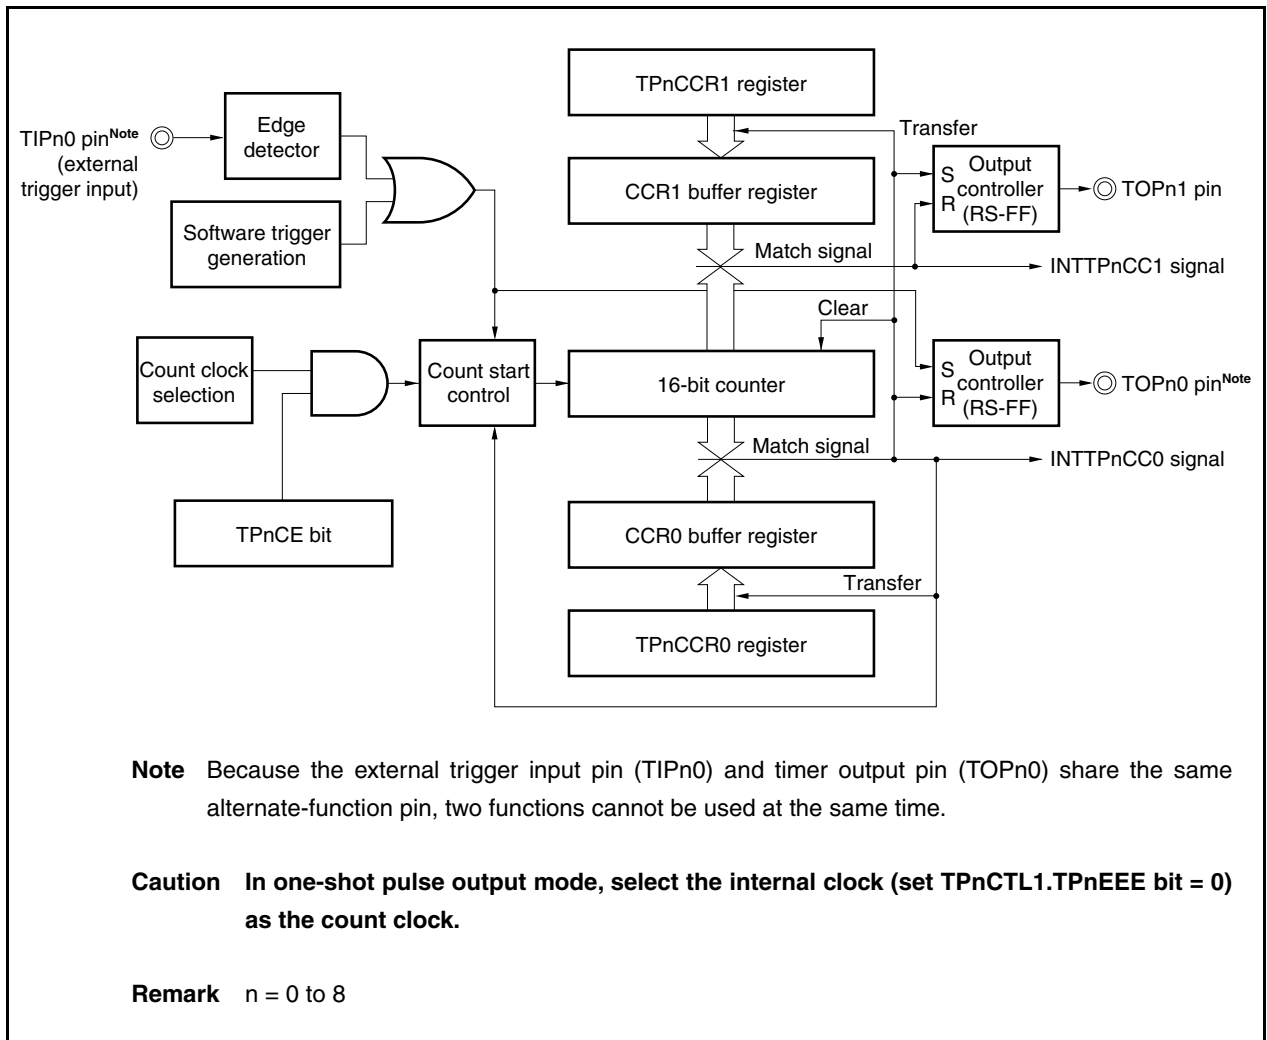 TPnCCR1 register
TIPn0 pinNote
(external
trigger input)
Edge
detector
Transfer
CCR1 buffer register
S
R
Output
controller
(RS-FF)
TOPn1 pin
Software trigger
generation
Match signal
INTTPnCC1 signal
Clear
Count clock
selection
Count start
control
16-bit counter
S
R
Output
controller
(RS-FF)
TOPn0 pinNote
Match signal
INTTPnCC0 signal
TPnCE bit
CCR0 buffer register
Transfer
TPnCCR0 register
Note Because the external trigger input pin (TIPn0) and timer output pin (TOPn0) share the same
alternate-function pin, two functions cannot be used at the same time.
Caution In one-shot pulse output mode, select the internal clock (set TPnCTL1.TPnEEE bit = 0)
as the count clock.
Remark n = 0 to 8